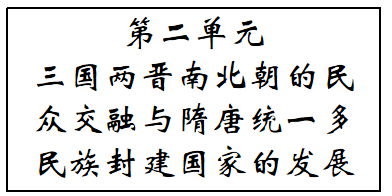 第二单元
三国两晋南北朝的民
众交融与隋唐统一多
民族封建国家的发展